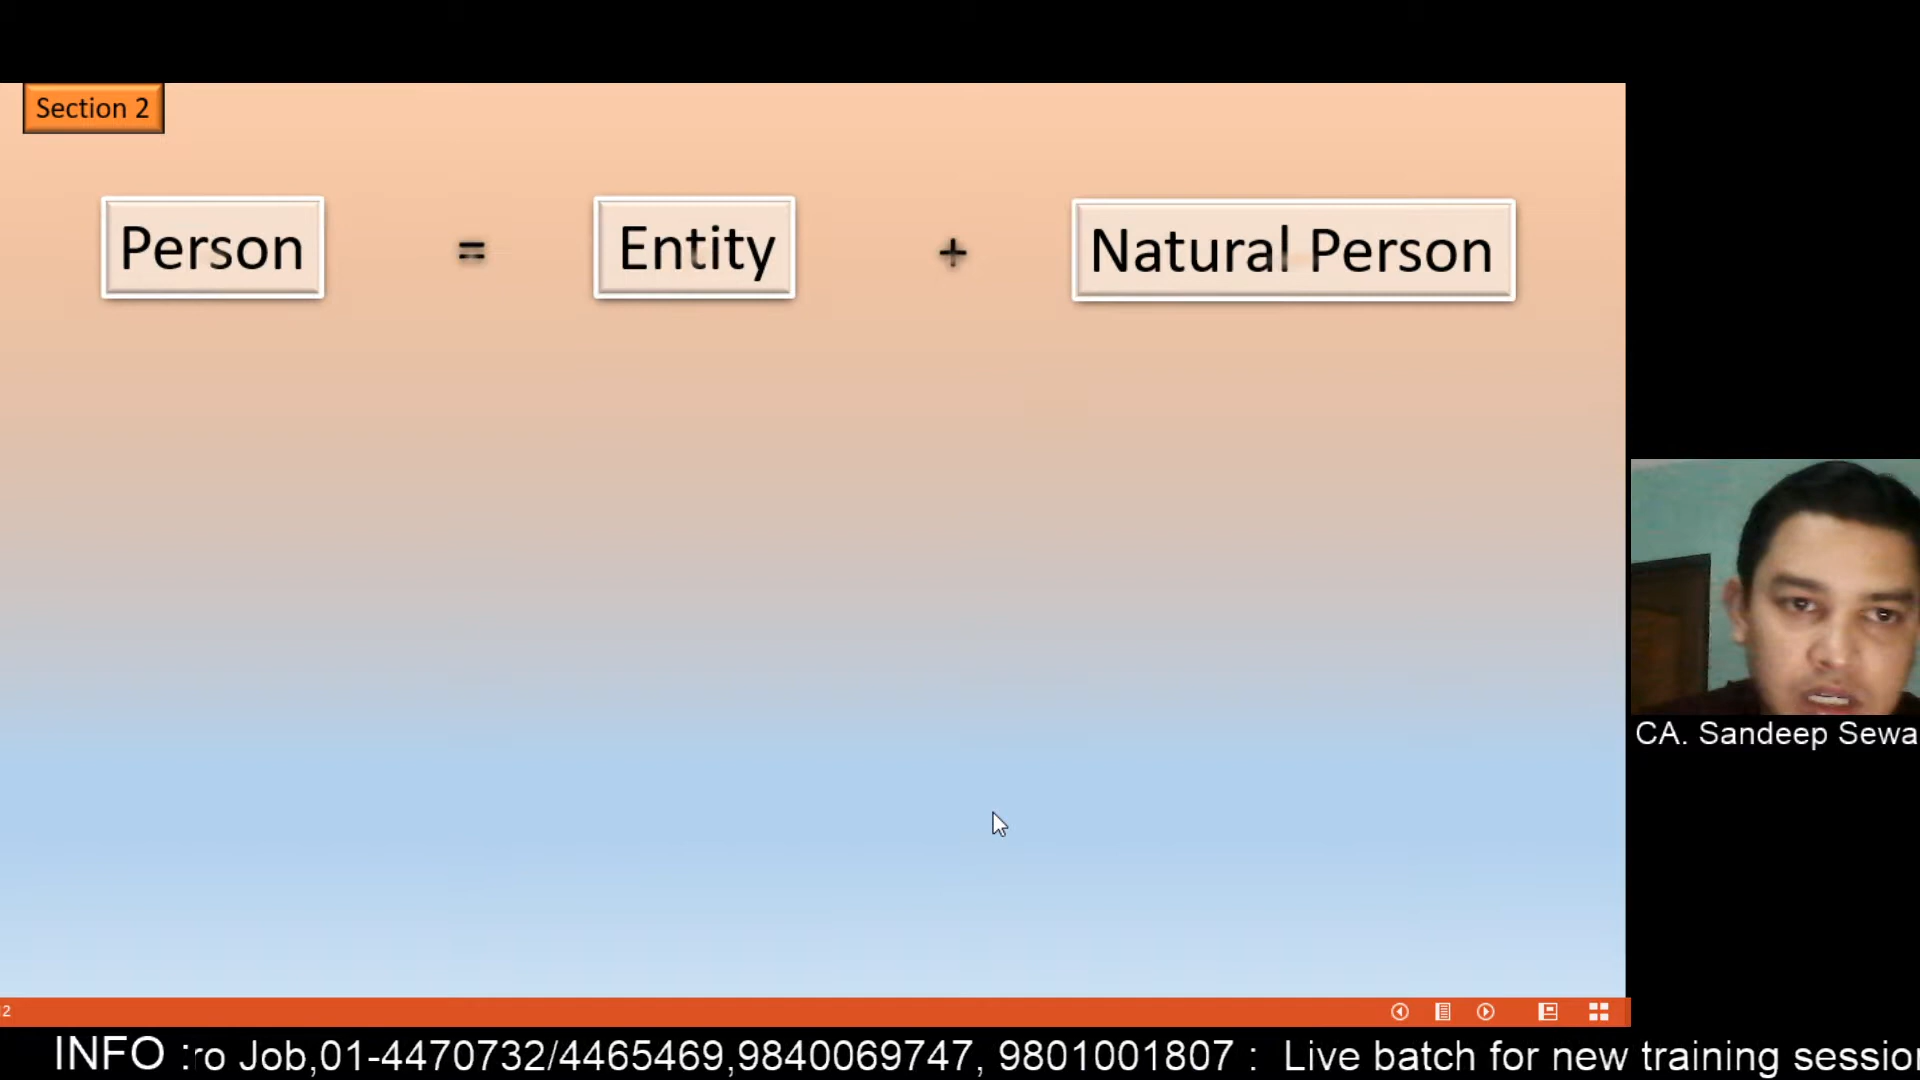 Section 2
Person = Entity + Natural Person
CA. Sandeep Sewa
12
INFO :ro Job,01-4470732/4465469,9840069747, 9801001807 : Live batch for new training sessio